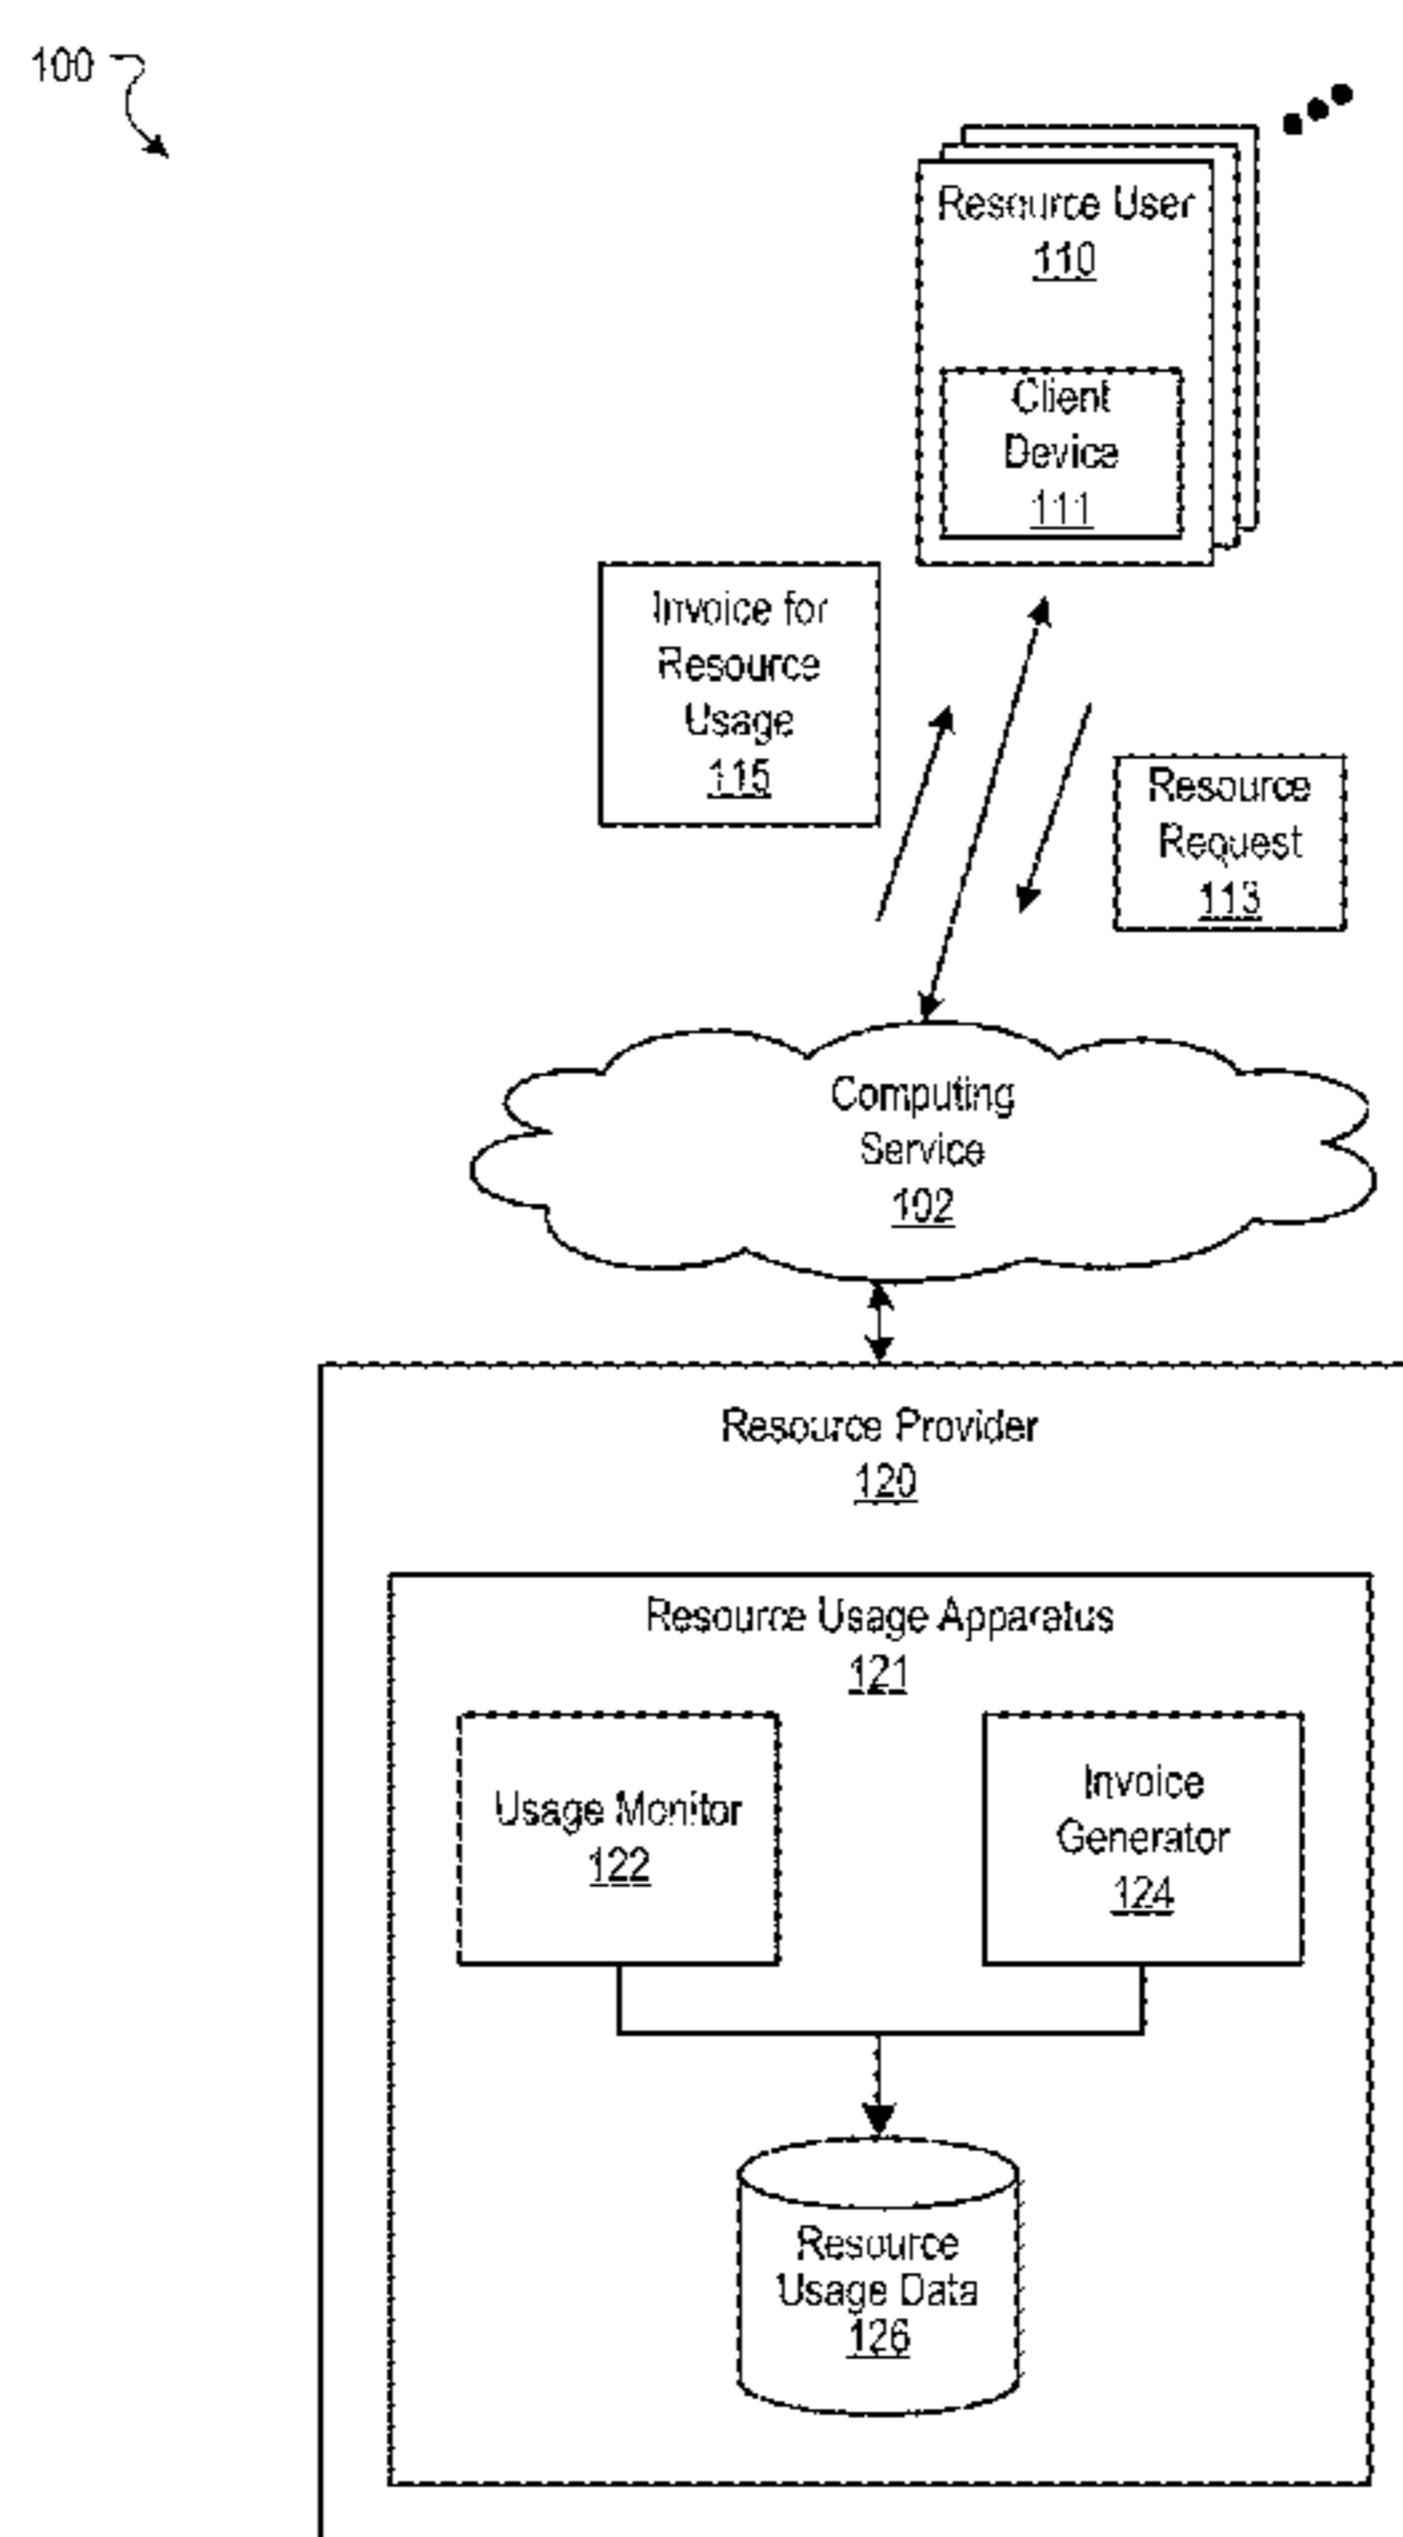 100
Resource User
110
Client
Device
111
Invoice for
Resource
Usage
115
Resource
Request
113
Computing
Service
102
Resource Provider
120
Resource Usage Apparatus
121
Usage Monitor
122
Invoice
Generator
124
Resource
Usage Data
126